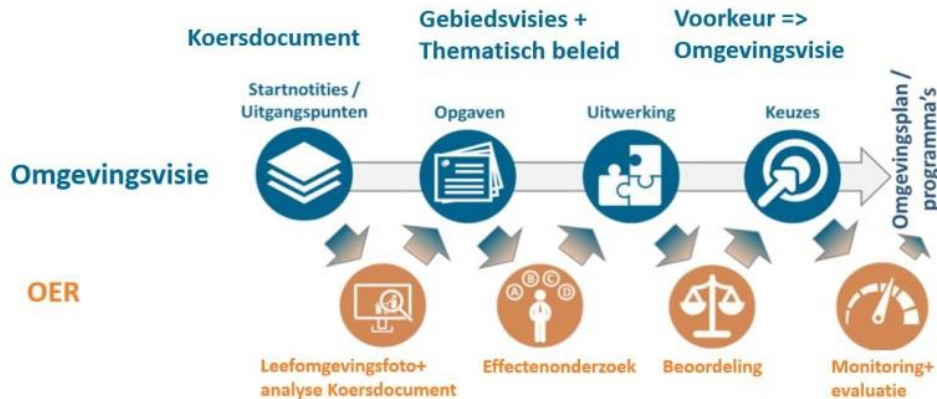 Koersdocument
Gebiedsvisies +
Thematisch beleid
Voorkeur =>
Omgevingsvisie
Startnotities /
Uitgangspunten
Opgaven
Uitwerking
Keuzes
Omgevingsvisie
Omgevingsplan /
programma's
OER
A B C D
Leefomgevingsfoto+
analyse Koersdocument
Effectenonderzoek
Beoordeling
Monitoring+
evaluatie